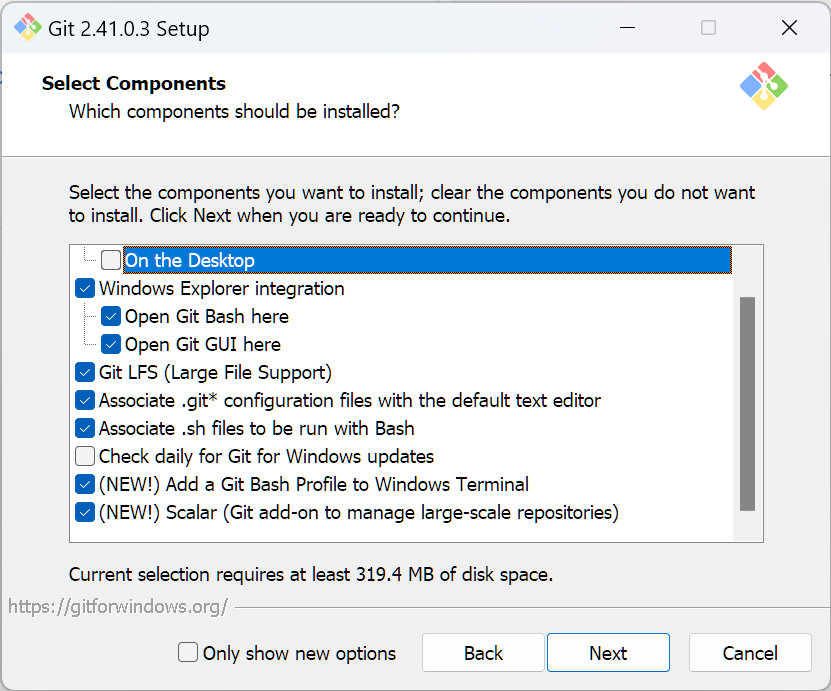 Git 2.41.0.3 Setup
Select Components
Which components should be installed?
Select the components you want to install; clear the components you do not want
to install. Click Next when you are ready to continue.
On the Desktop
Windows Explorer integration
Open Git Bash here
Open Git GUI here
Git LFS (Large File Support)
Associate .git* configuration files with the default text editor
Associate .sh files to be run with Bash
Check daily for Git for Windows updates
(NEW!) Add a Git Bash Profile to Windows Terminal
(NEW!) Scalar (Git add-on to manage large-scale repositories)
Current selection requires at least 319.4 MB of disk space.
https://gitforwindows.org/
Only show new options
Back
Next
Cancel